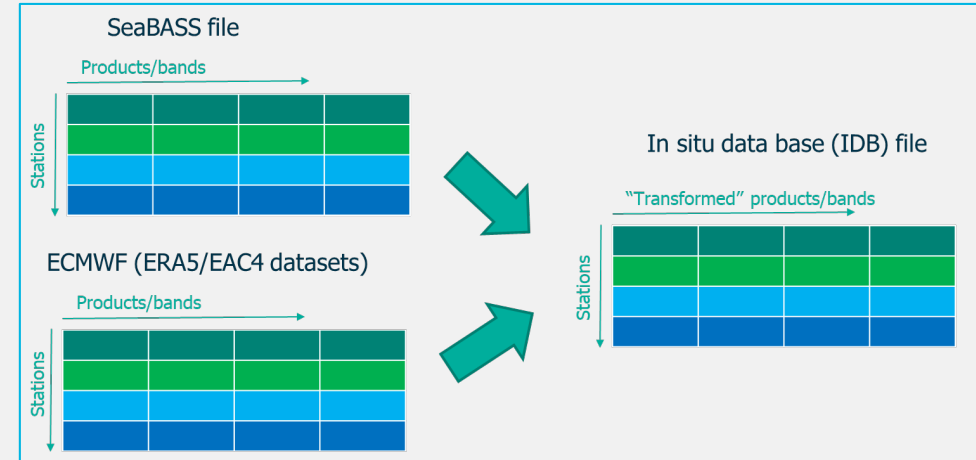 SeaBASS file
Products/bands
Stations
ECMWF (ERA5/EAC4 datasets)
Products/bands
Stations
In situ data base (IDB) file
“Transformed” products/bands
Stations